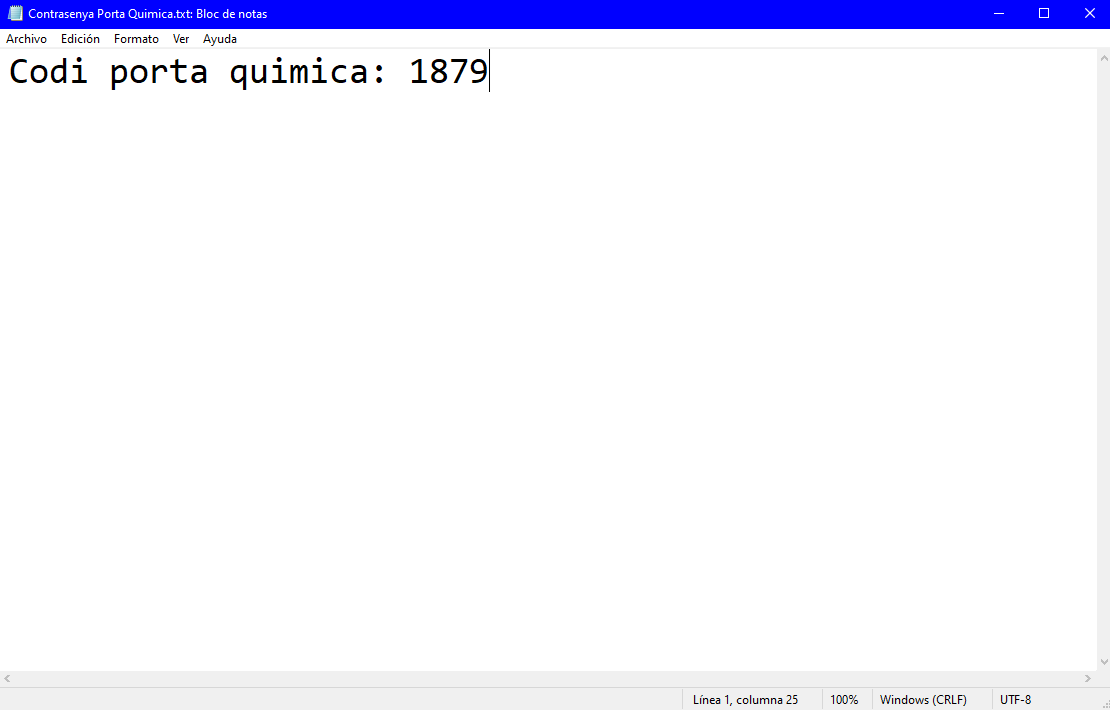 Contrasenya Porta Quimica.txt: Bloc de notas
Archivo Edición Formato Ver Ayuda
Codi porta quimica: 1879
Línea 1, columna 25 100% Windows (CRLF) UTF-8